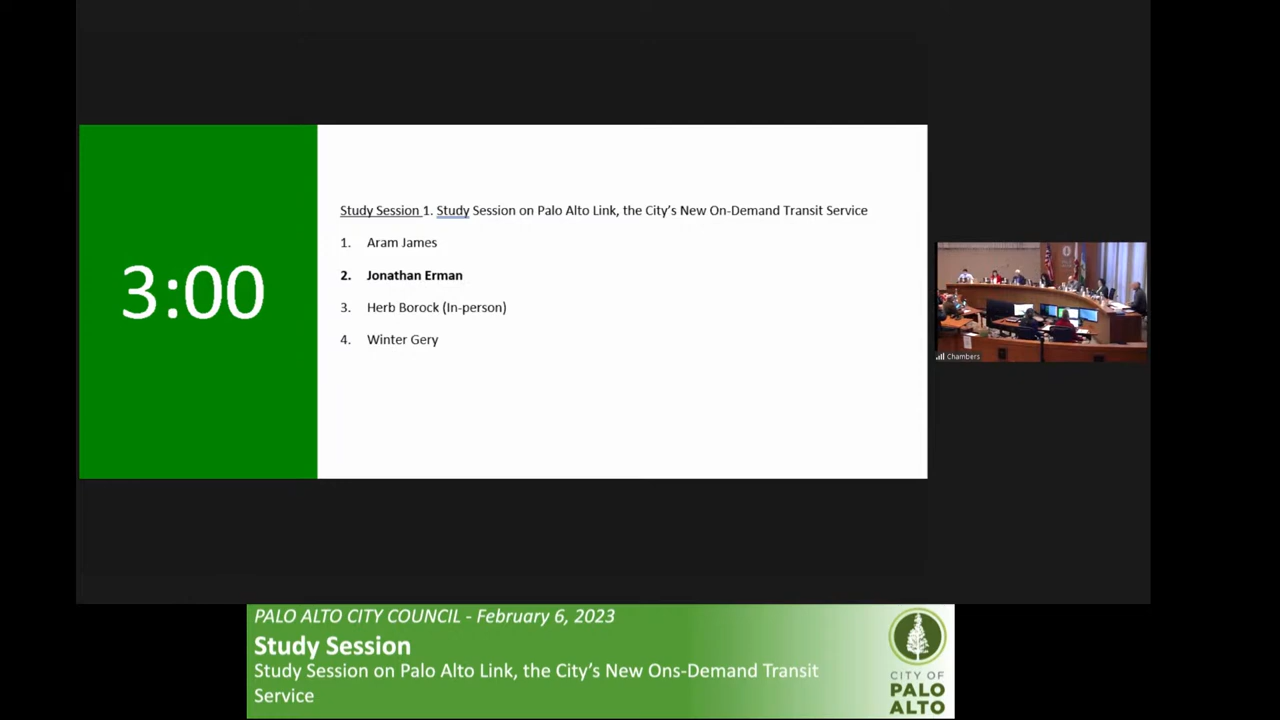 3:00
Study Session 1. Study Session on Palo Alto Link, the City's New On-Demand Transit Service
1. Aram James
2. Jonathan Erman
3. Herb Borock (In-person)
4. Winter Gery
Chambers
PALO ALTO CITY COUNCIL - February 6, 2023
Study Session
Study Session on Palo Alto Link, the City's New Ons-Demand Transit
Service
CITY OF
PALO
ALTO